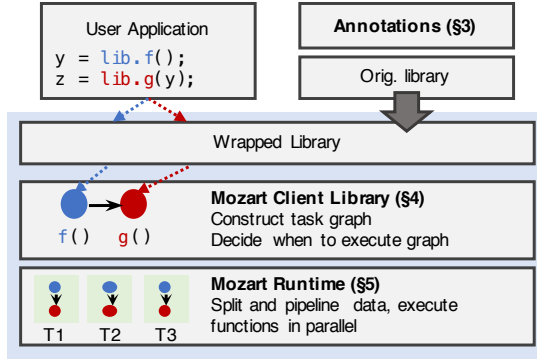 User Application
y = lib.f();
z = lib.g(y);
Annotations (§3)
Orig. library
Wrapped Library
Mozart Client Library (§4)
Construct task graph
Decide when to execute graph
f() g()
Mozart Runtime (§5)
Split and pipeline data, execute
functions in parallel
T1 T2 T3